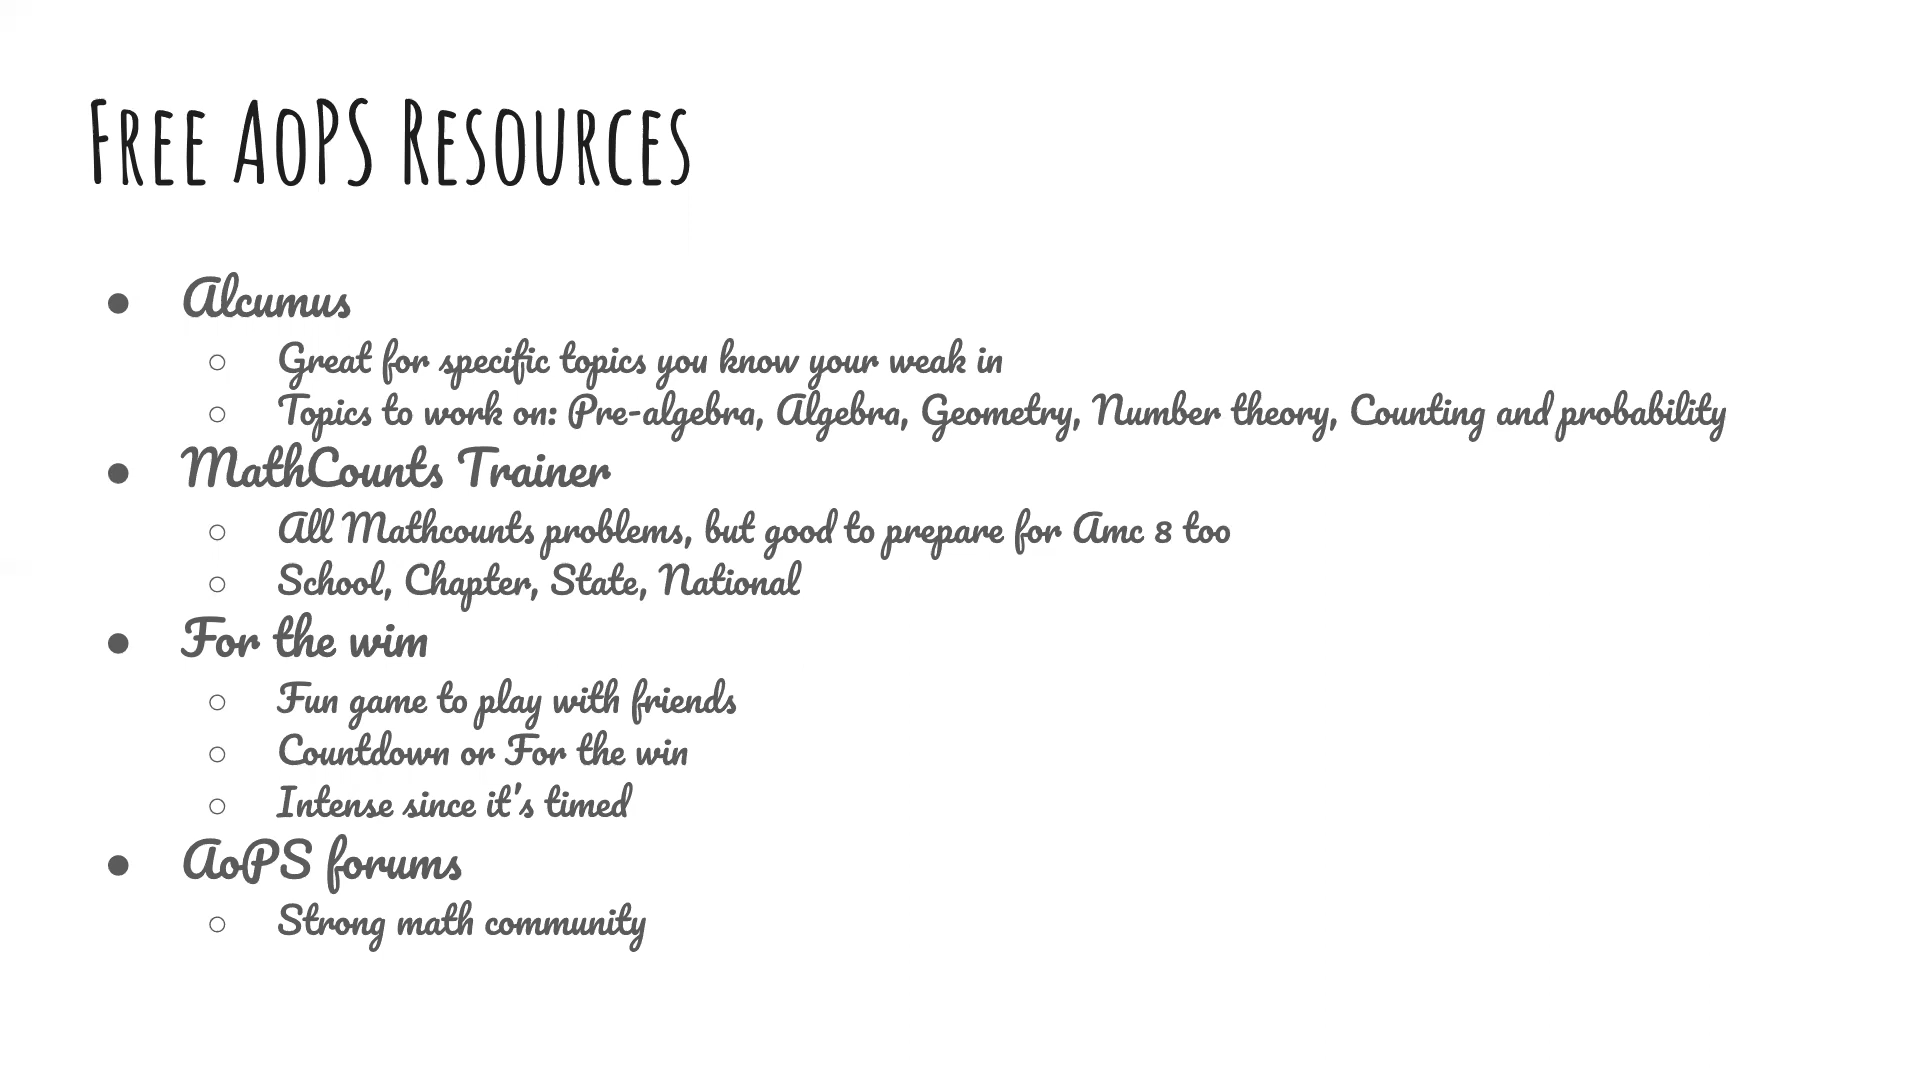 Free AoPS Resources
● Alcumus
○ Great for specific topics you know your weak in
○ Topics to work on: Pre-algebra, Algebra, Geometry, Number theory, Counting and probability
● MathCounts Trainer
○ All Mathcounts problems, but good to prepare for Amc 8 too
○ School, Chapter, State, National
● For the wim
○ Fun game to play with friends
○ Countdown or For the win
○ Intense since it's timed
● AoPS forums
○ Strong math community